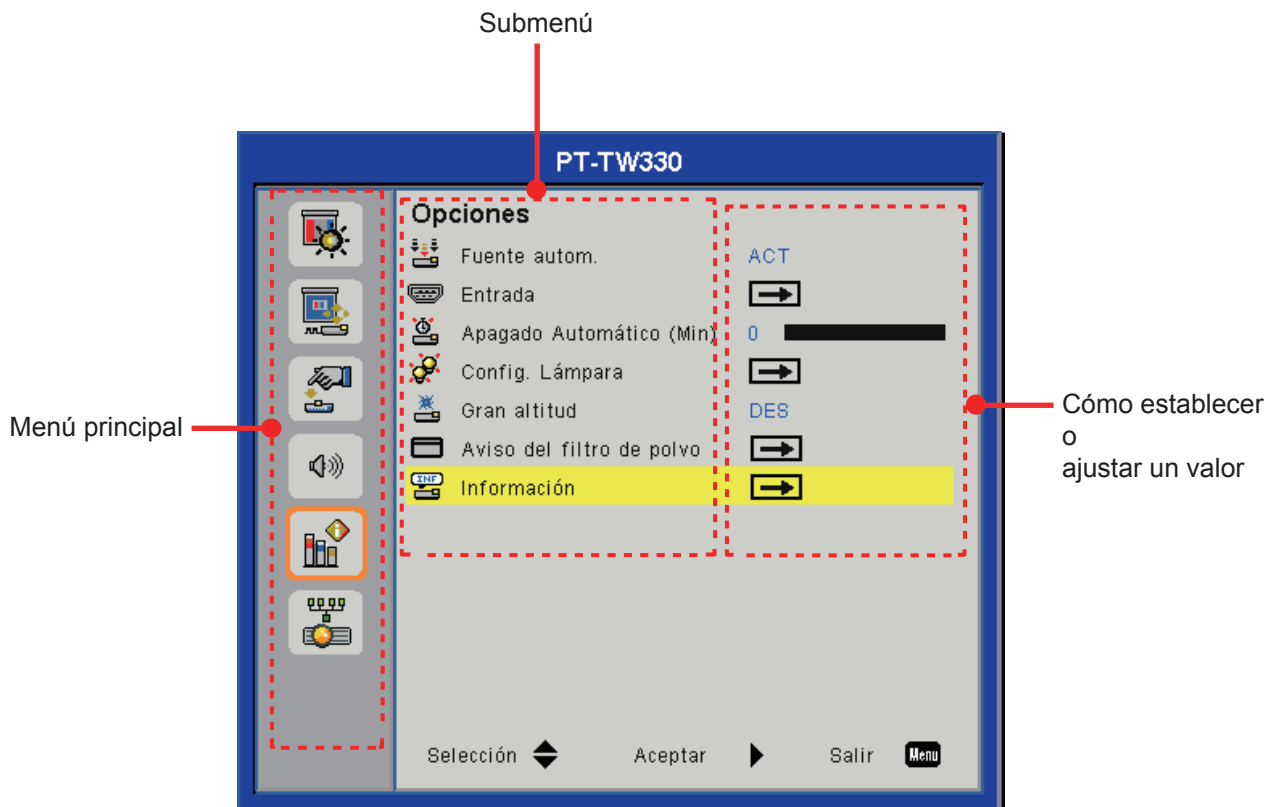 Submenú
PT-TW330
Opciones
Fuente autom. ACT
Entrada
Apagado Automático (Min) 0
Config. Lámpara
Gran altitud DES
Aviso del filtro de polvo
INF
Información
Menú principal
Cómo establecer
o
ajustar un valor
Selección Aceptar Salir Menu